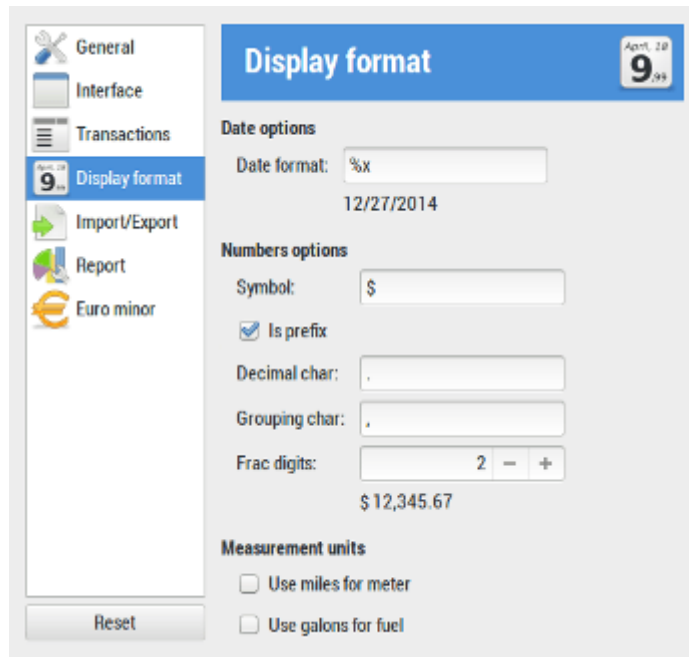 General
Interface
Transactions
Display format
Import/Export
Report
Euro minor
Reset
Display format
April, 10
9.99
Date options
Date format: %x
12/27/2014
Numbers options
Symbol: $
Is prefix
Decimal char: .
Grouping char: ,
Frac digits: 2 − +
$ 12,345.67
Measurement units
Use miles for meter
Use galons for fuel